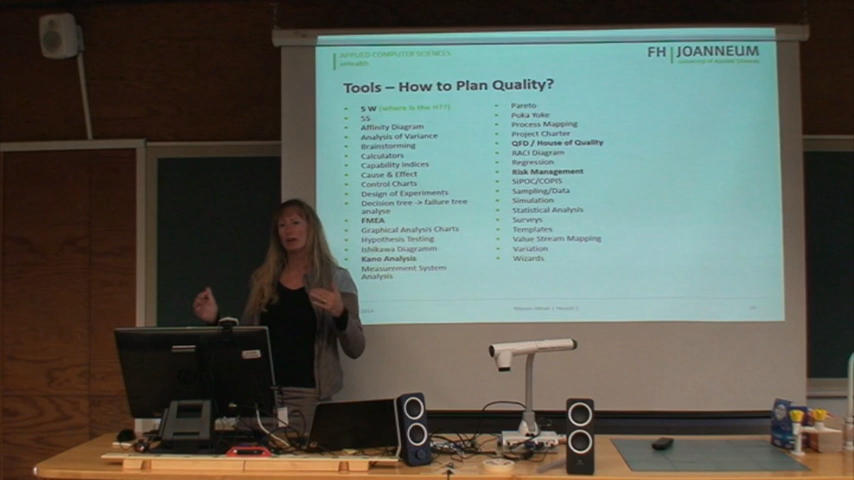 APPLIED COMPUTER SCIENCES
eHealth
FH | JOANNEUM
University of Applied Sciences
Tools – How to Plan Quality?
5 W (where is the H??)
5S
Affinity Diagram
Analysis of Variance
Brainstorming
Calculators
Capability Indices
Cause & Effect
Control Charts
Design of Experiments
Decision tree -> failure tree
analyse
FMEA
Graphical Analysis Charts
Hypothesis Testing
Ishikawa Diagramm
Kano Analysis
Measurement System
Analysis
Pareto
Poka Yoke
Process Mapping
Project Charter
QFD / House of Quality
RACI Diagram
Regression
Risk Management
SIPOC/COPIS
Sampling/Data
Simulation
Statistical Analysis
Surveys
Templates
Value Stream Mapping
Variation
Wizards